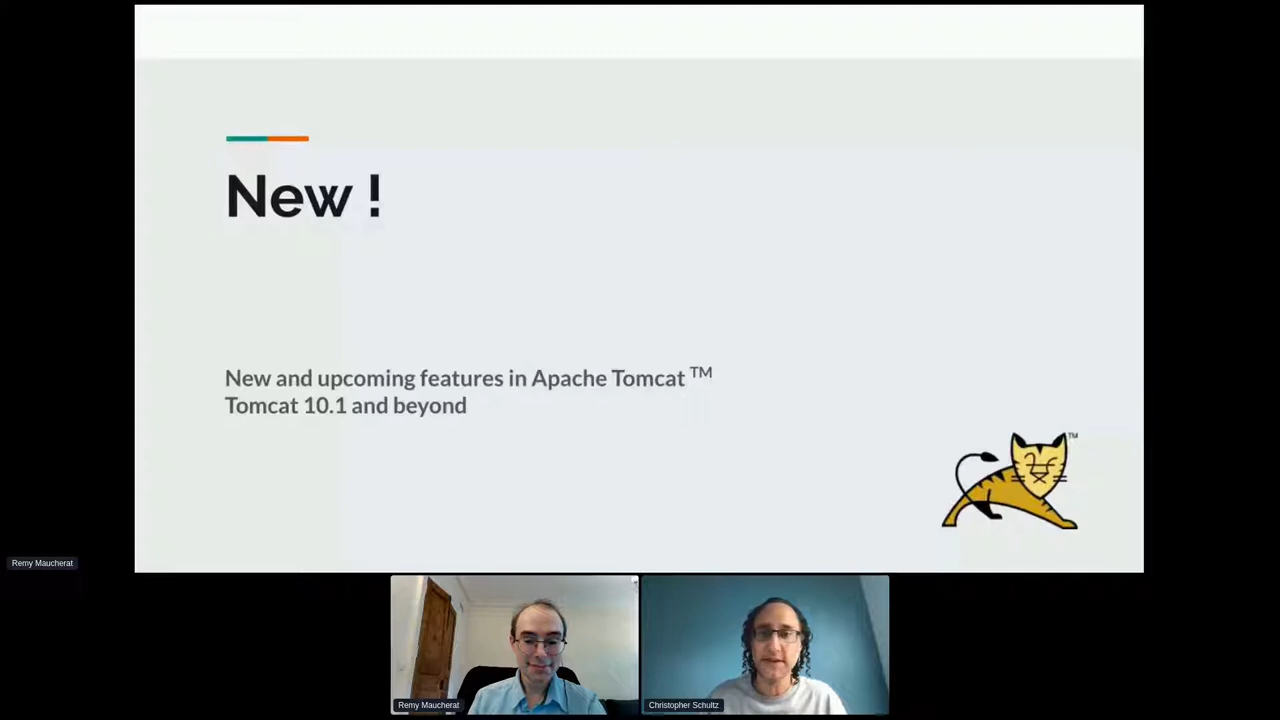 New !
New and upcoming features in Apache Tomcat TM
Tomcat 10.1 and beyond
TM
Remy Maucherat
Remy Maucherat
Christopher Schultz